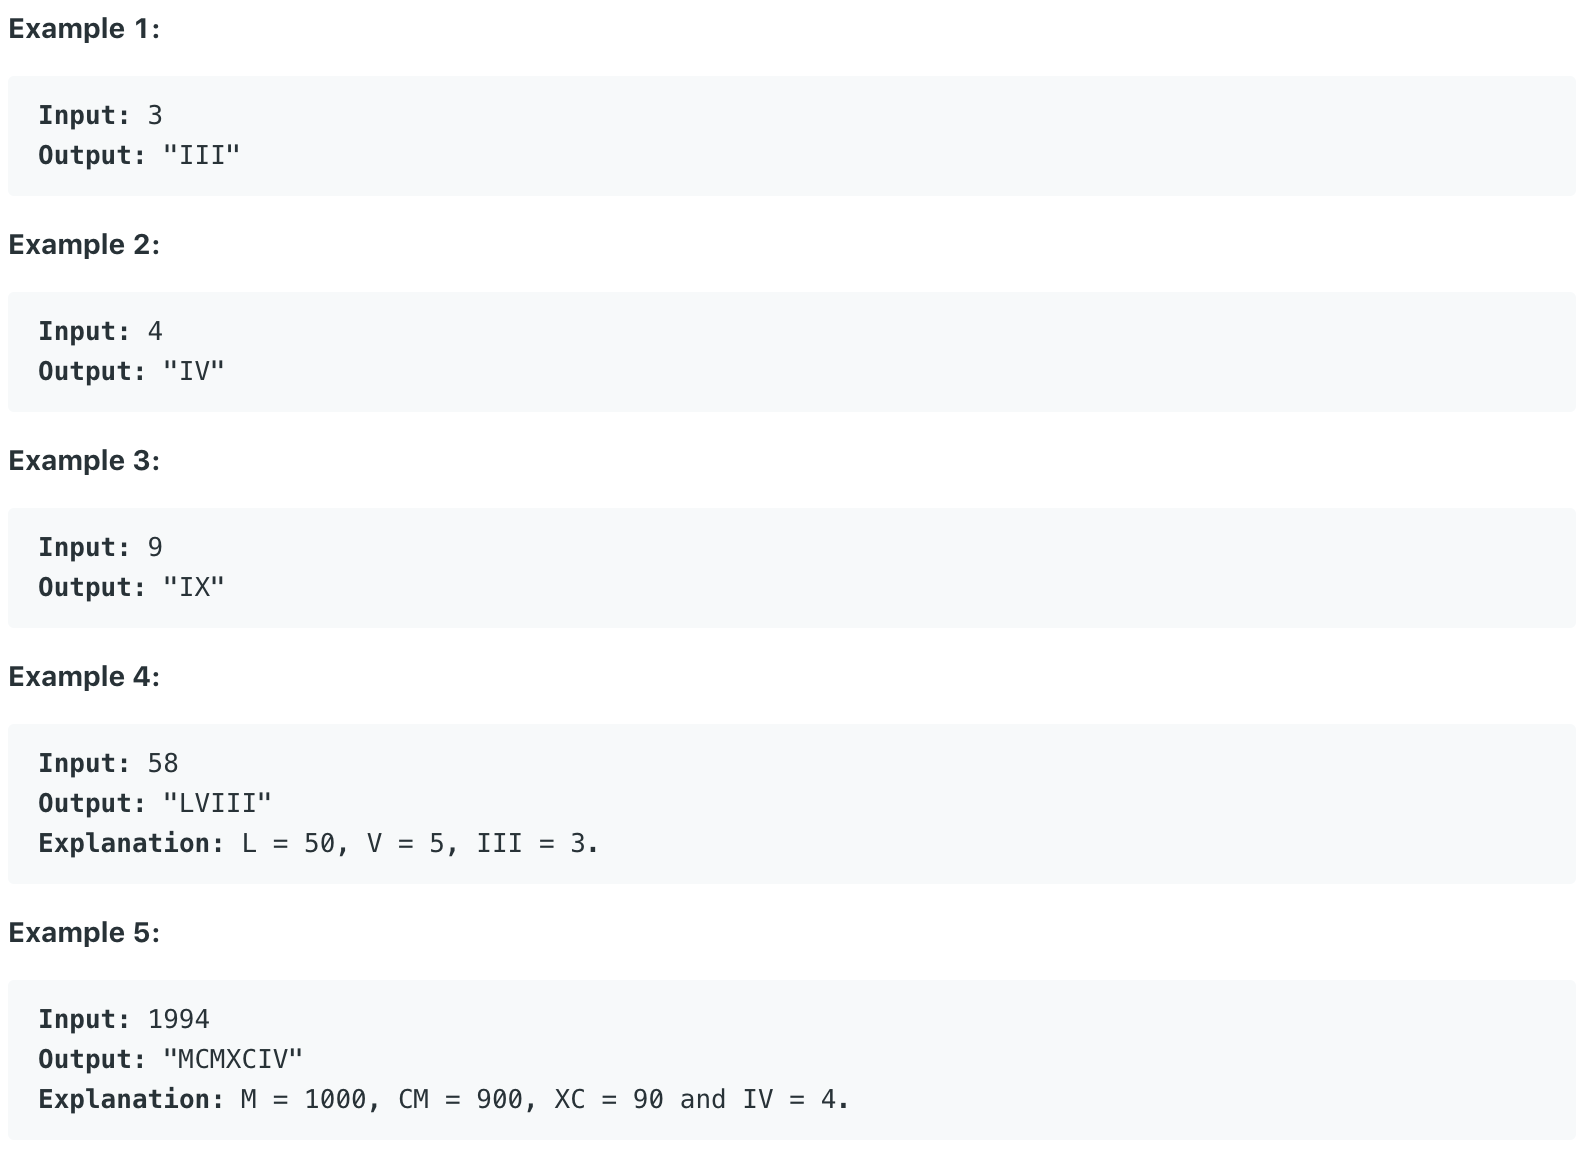 Example 1:
Input: 3
Output: "III"
Example 2:
Input: 4
Output: "IV"
Example 3:
Input: 9
Output: "IX"
Example 4:
Input: 58
Output: "LVIII"
Explanation: L = 50, V = 5, III = 3.
Example 5:
Input: 1994
Output: "MCMXCIV"
Explanation: M = 1000, CM = 900, XC = 90 and IV = 4.